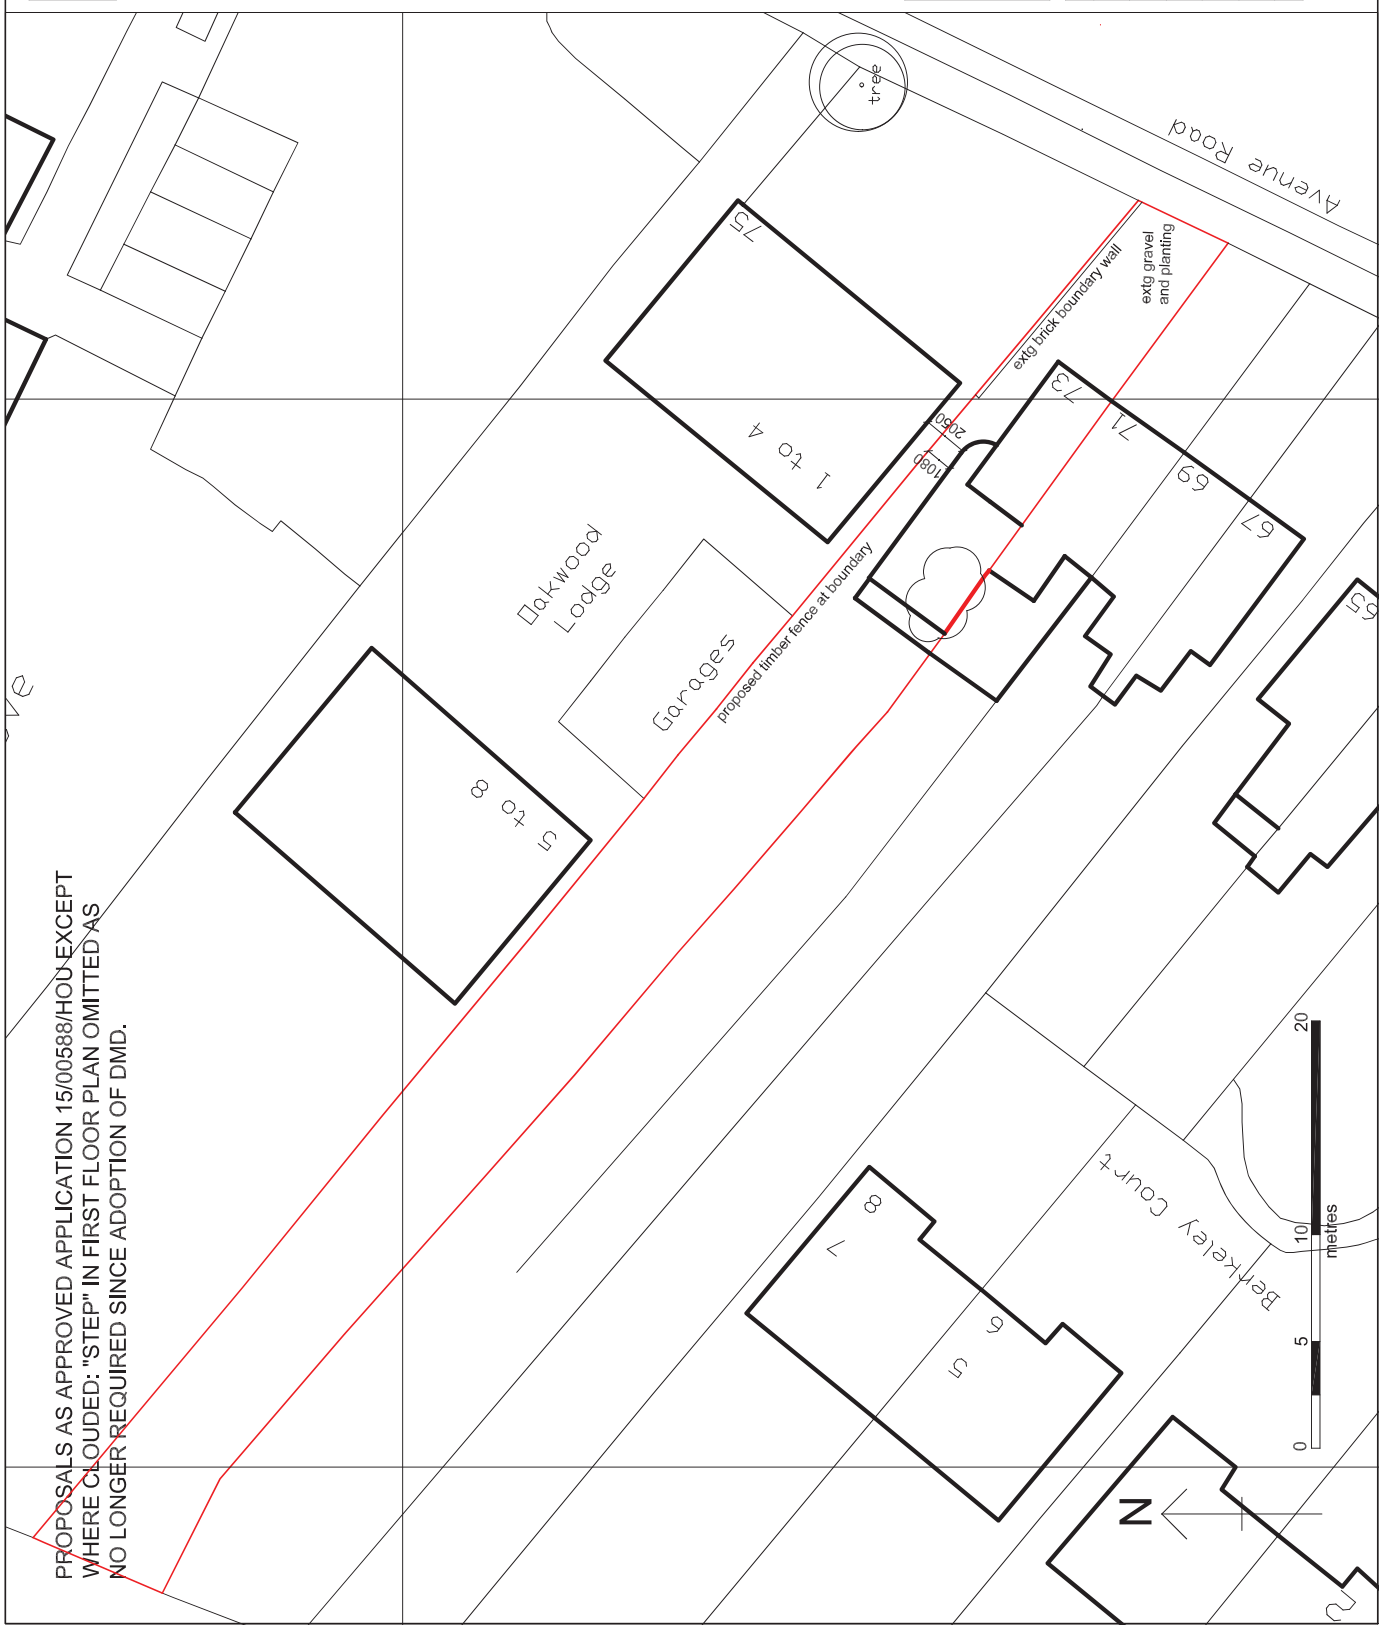 PROPOSALS AS APPROVED APPLICATION 15/00588/HOU EXCEPT
WHERE CLOUDED: "STEP" IN FIRST FLOOR PLAN OMITTED AS
NO LONGER REQUIRED SINCE ADOPTION OF DMD.
tree
Avenue Road
75
1 to 4
extg brick boundary wall
extg gravel
and planting
73
71
69
67
65
2050
1080
Oakwood
Lodge
Garages
proposed timber fence at boundary
5 to 8
8
7
6
5
Berkeley Court
0
5
10
20
metres
N